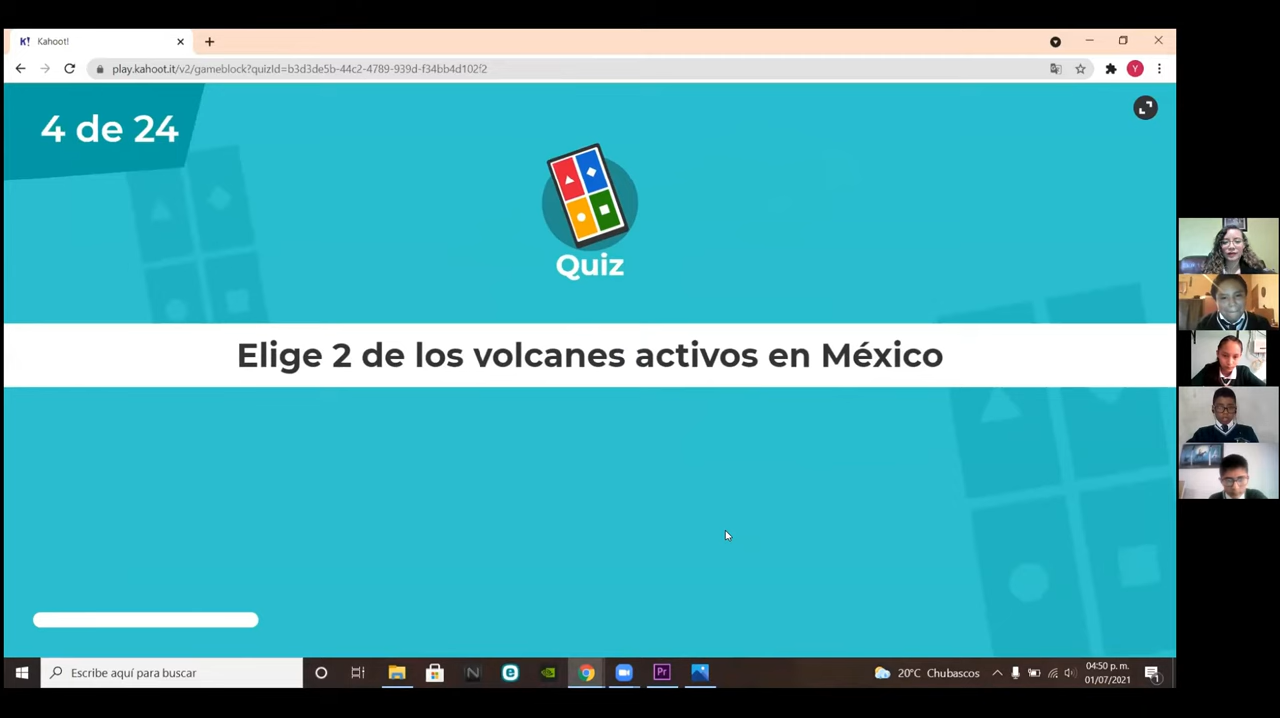 K! Kahoot!
play.kahoot.it/v2/gameblock?quizId=b3d3de5b-44c2-4789-939d-f34bb4d102f2
Y
4 de 24
Quiz
Elige 2 de los volcanes activos en México
Escribe aquí para buscar
N
e
Pr
20°C Chubascos
04:50 p. m.
01/07/2021